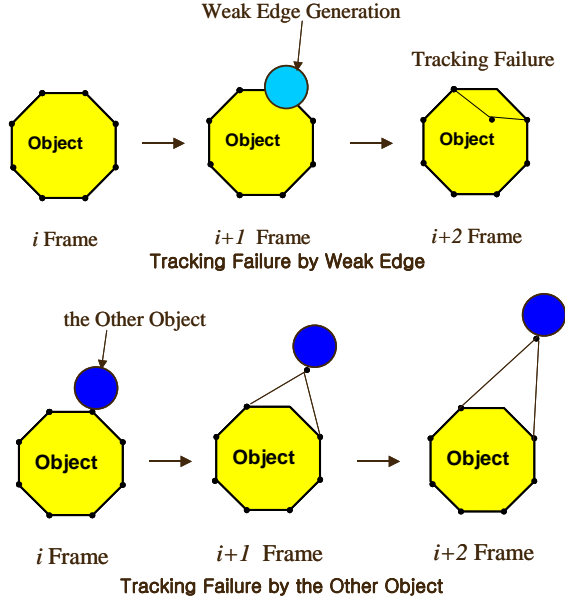 Weak Edge Generation
Tracking Failure
Object
Object
Object
i Frame
i+1 Frame
i+2 Frame
Tracking Failure by Weak Edge
the Other Object
Object
Object
Object
i Frame
i+1 Frame
i+2 Frame
Tracking Failure by the Other Object